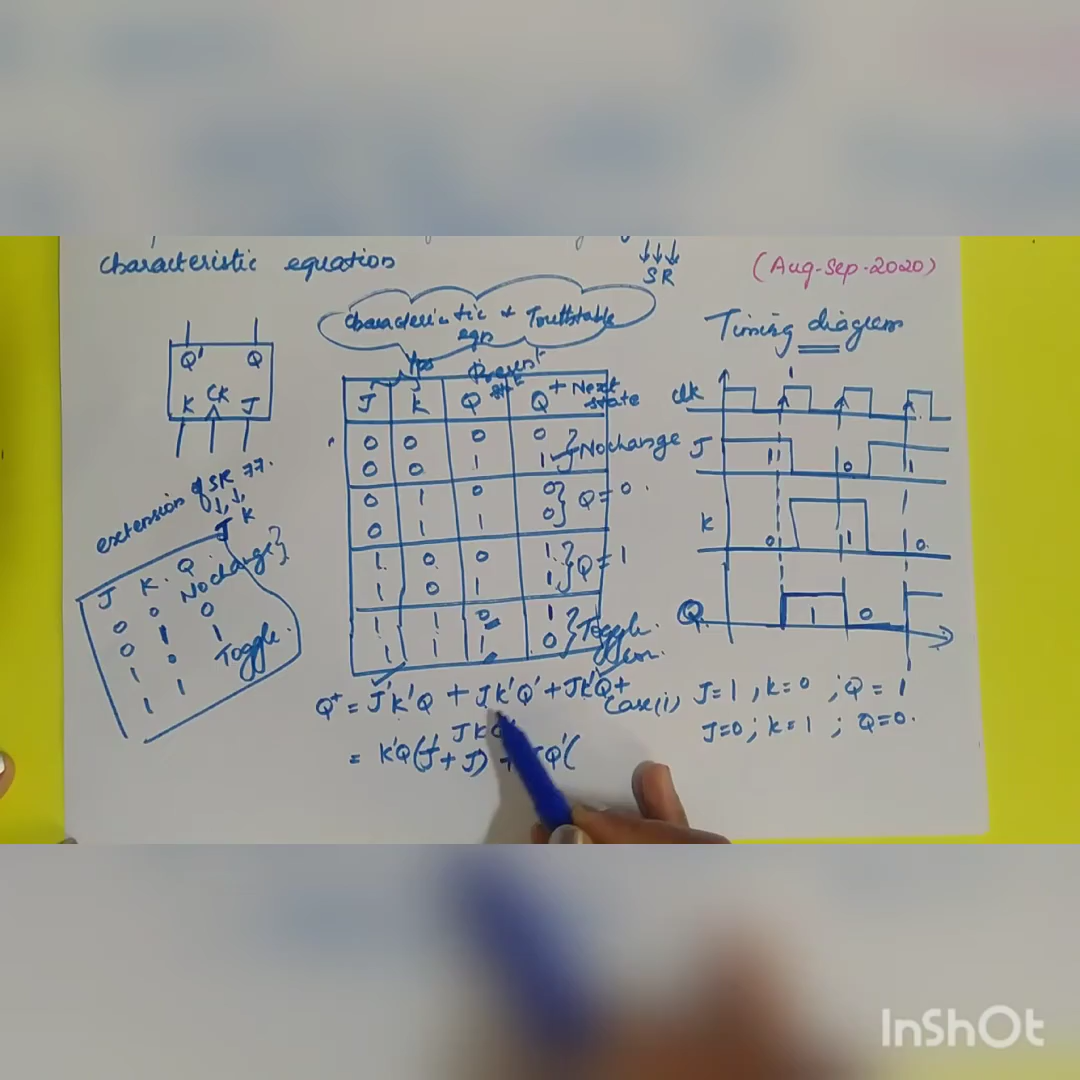 characteristic equation
↓↓↓
SR
(Aug-Sep-2020)
Characteristic & Truthtable
eqn
Timing diagram
Q' Q
K CK J
extension of SR FF.
J K
J K Q
0 0 No change
0 1 0
1 0 1
1 1 Toggle.
Present
J K Q Q+ Next state
0 0 0 0
0 0 1 1
No change
0 1 0 0
0 1 1 0
Q = 0.
1 0 0 1
1 0 1 1
Q = 1
1 1 0 1
1 1 1 0
Toggle con.
clk 1
J 1 0 1
K 0 1 0.
Q 1 0
Q+ = J'K'Q + JK'Q' + JK'Q +
JK
= K'Q(J' + J) + Q'(
Case(i) J=1, K=0 ; Q = 1
J=0; K=1 ; Q=0.
InShOt